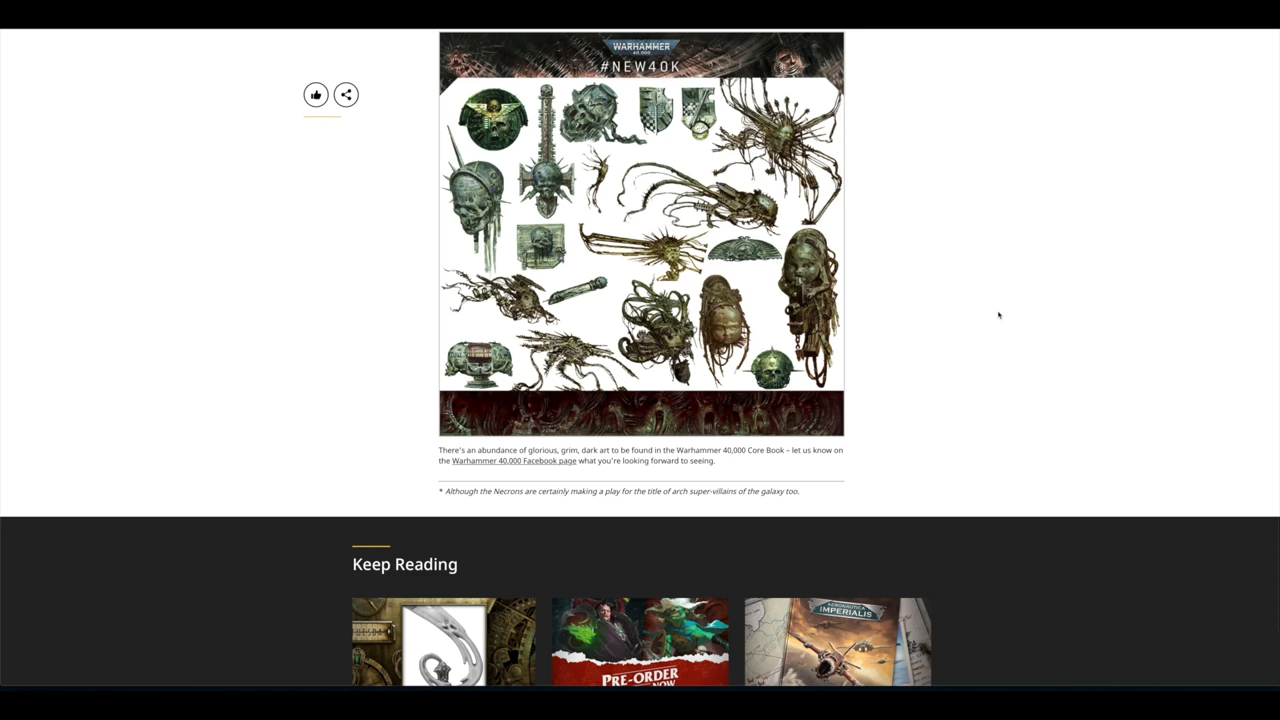 WARHAMMER
40,000
#NEW40K
There's an abundance of glorious, grim, dark art to be found in the Warhammer 40,000 Core Book – let us know on
the Warhammer 40,000 Facebook page what you're looking forward to seeing.
* Although the Necrons are certainly making a play for the title of arch super-villains of the galaxy too.
Keep Reading
PRE-ORDER
NOW
AERONAUTICA
IMPERIALIS